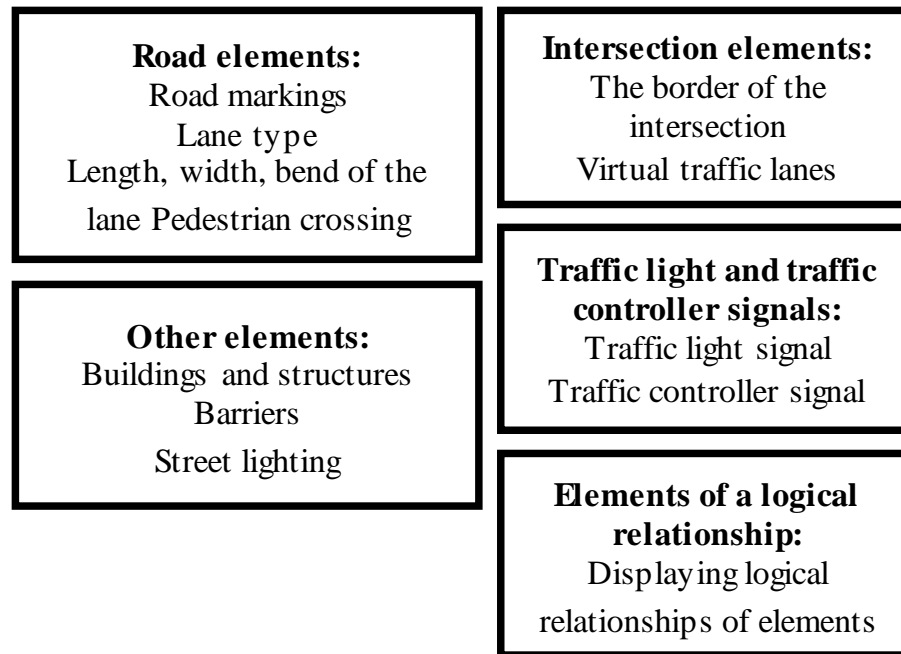 Road elements:
Road markings
Lane type
Length, width, bend of the
lane Pedestrian crossing
Other elements:
Buildings and structures
Barriers
Street lighting
Intersection elements:
The border of the
intersection
Virtual traffic lanes
Traffic light and traffic
controller signals:
Traffic light signal
Traffic controller signal
Elements of a logical
relationship:
Displaying logical
relationships of elements